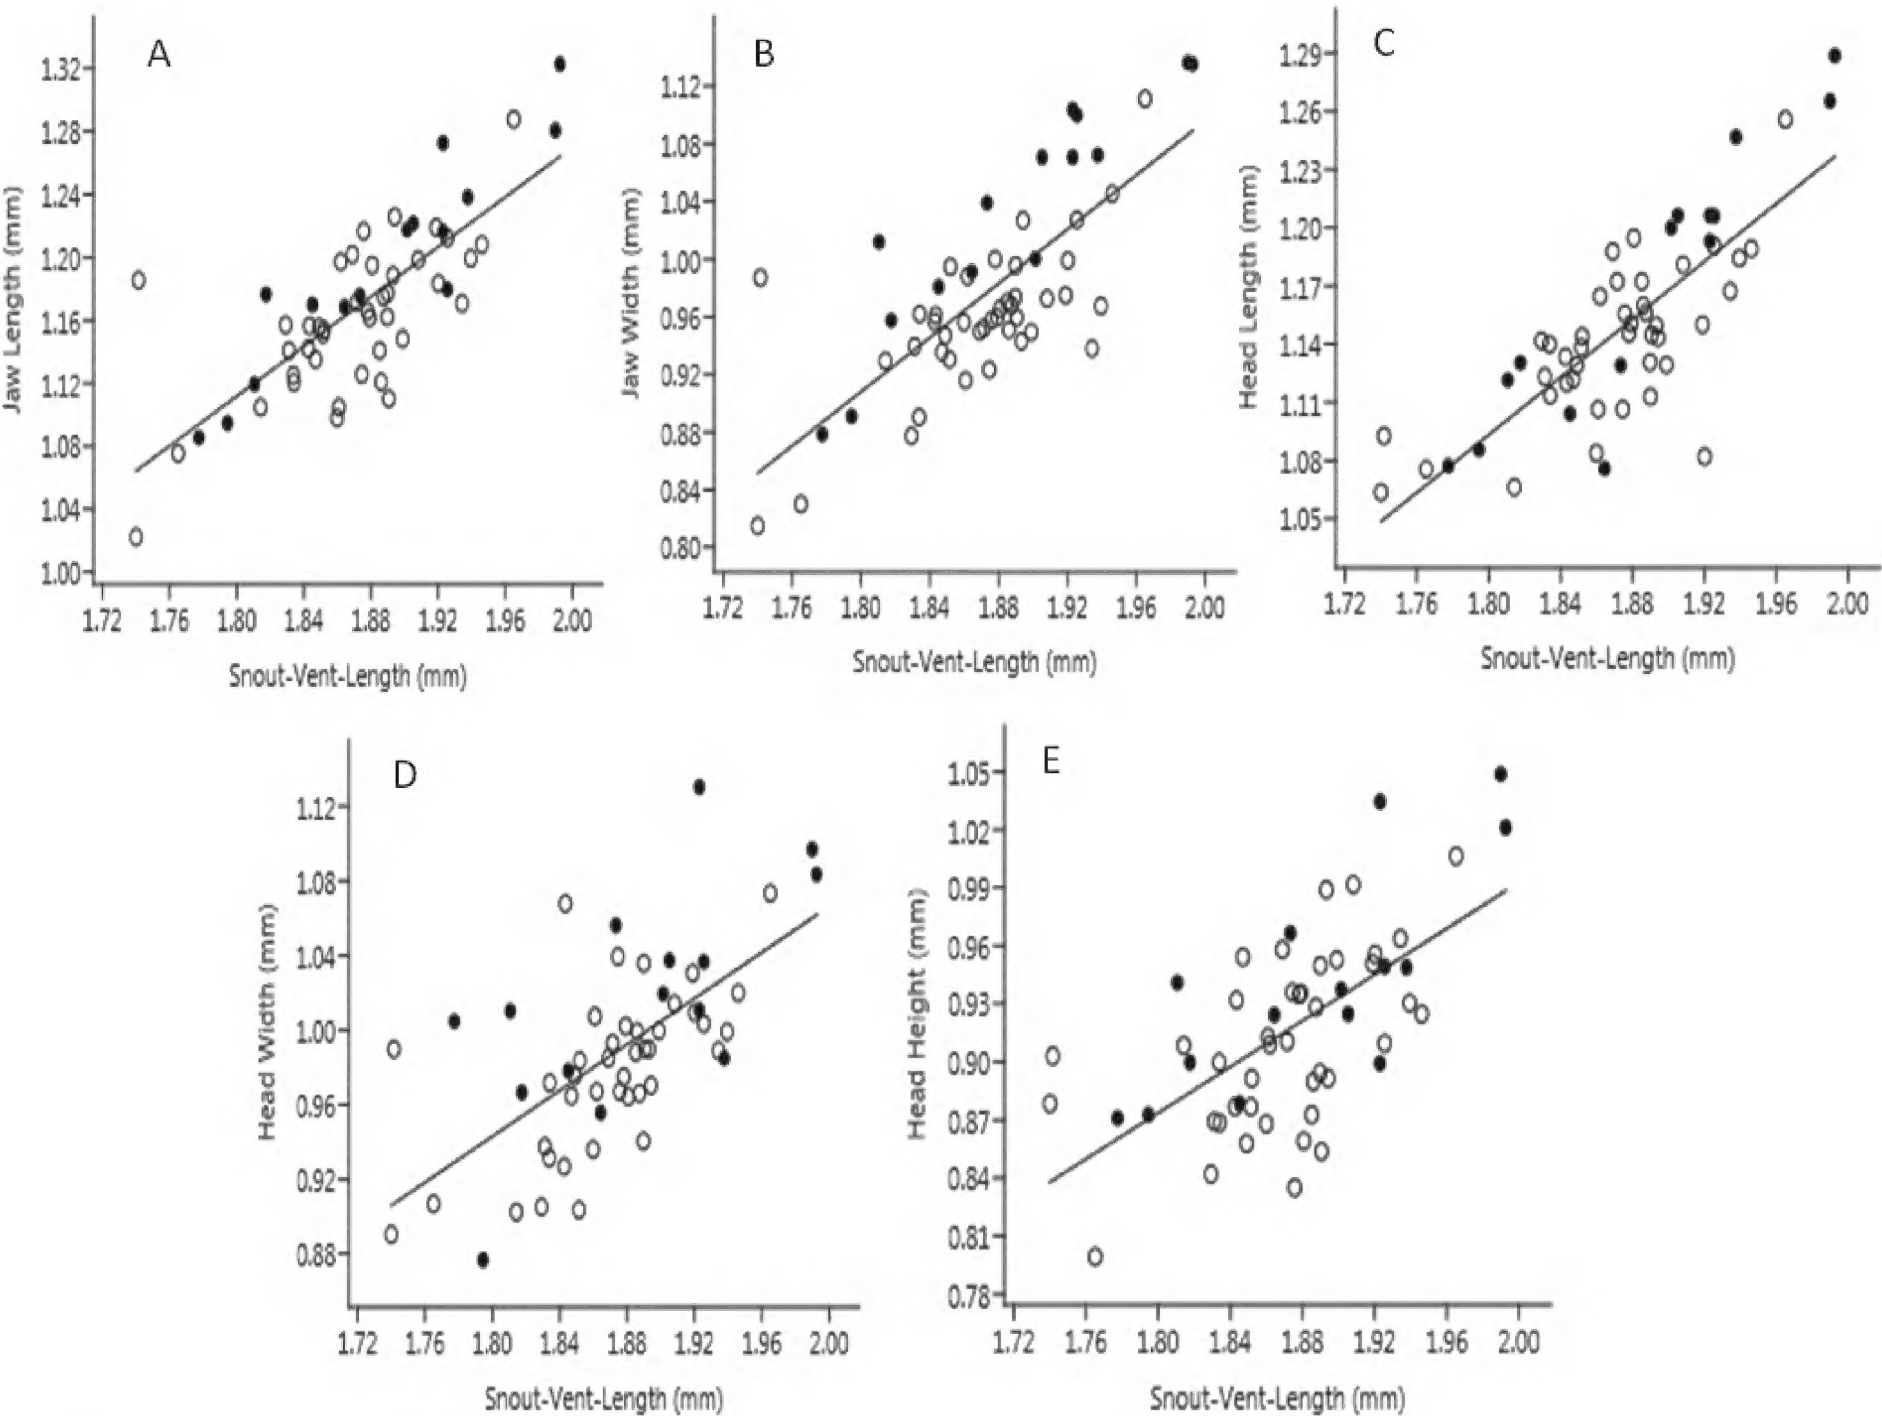 A
1.32
1.28
1.24
1.20
1.16
1.12
1.08
1.04
1.00
Jaw Length (mm)
1.72 1.76 1.80 1.84 1.88 1.92 1.96 2.00
Snout-Vent-Length (mm)
B
1.12
1.08
1.04
1.00
0.96
0.92
0.88
0.84
0.80
Jaw Width (mm)
1.72 1.76 1.80 1.84 1.88 1.92 1.96 2.00
Snout-Vent-Length (mm)
C
1.29
1.26
1.23
1.20
1.17
1.14
1.11
1.08
1.05
Head Length (mm)
1.72 1.76 1.80 1.84 1.88 1.92 1.96 2.00
Snout-Vent-Length (mm)
D
1.12
1.08
1.04
1.00
0.96
0.92
0.88
Head Width (mm)
1.72 1.76 1.80 1.84 1.88 1.92 1.96 2.00
Snout-Vent-Length (mm)
E
1.05
1.02
0.99
0.96
0.93
0.90
0.87
0.84
0.81
0.78
Head Height (mm)
1.72 1.76 1.80 1.84 1.88 1.92 1.96 2.00
Snout-Vent-Length (mm)